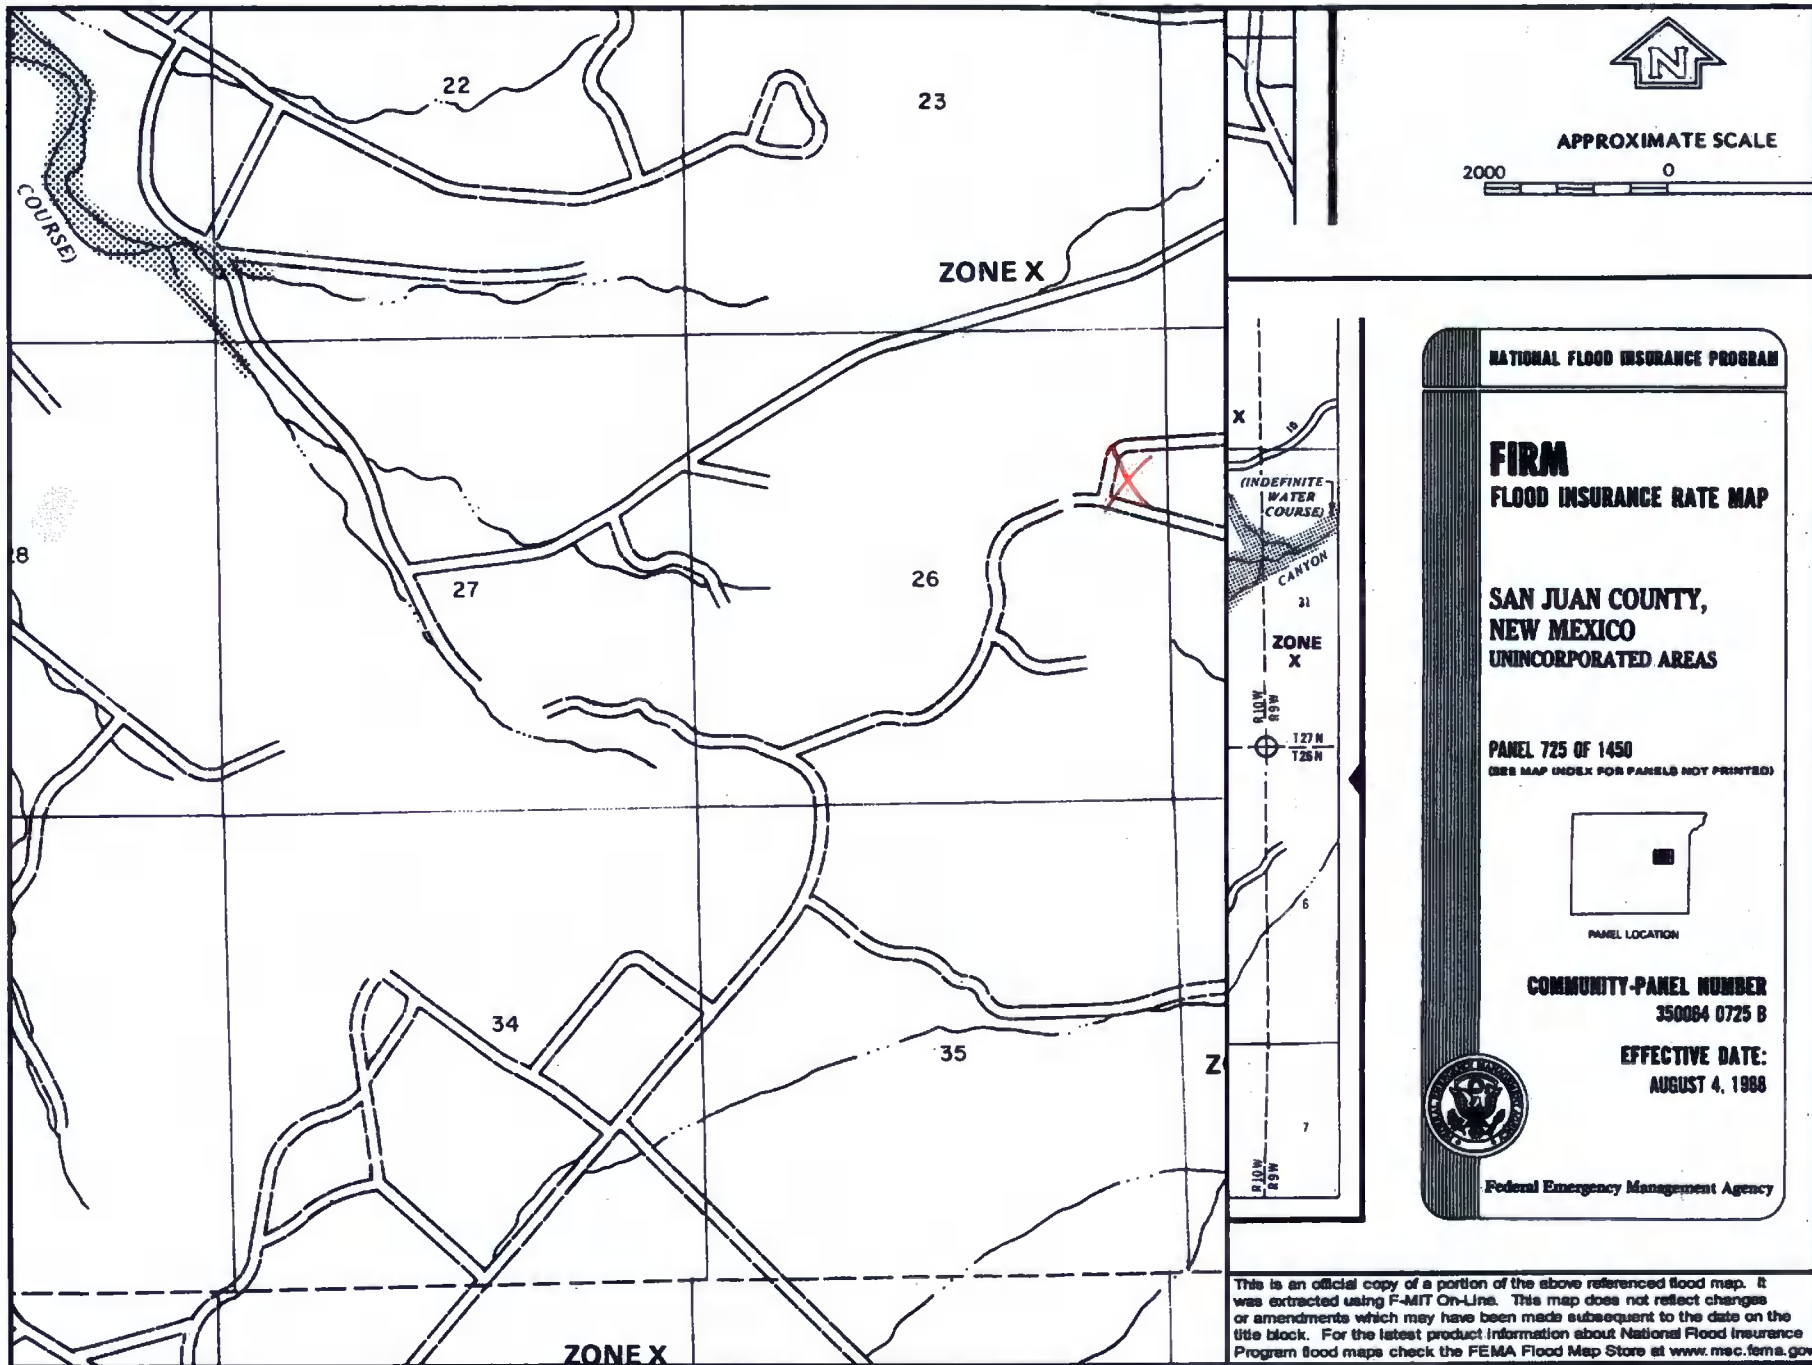 22
23
COURSE)
ZONE X
28
27
26
34
35
ZONE X
N
APPROXIMATE SCALE
2000
0
X
18
(INDEFINITE
WATER
COURSE)
CANYON
31
ZONE
X
R10W
R9W
T27N
T26N
6
7
R10W
R9W
NATIONAL FLOOD INSURANCE PROGRAM
FIRM
FLOOD INSURANCE RATE MAP
SAN JUAN COUNTY,
NEW MEXICO
UNINCORPORATED AREAS
PANEL 725 OF 1450
(SEE MAP INDEX FOR PANELS NOT PRINTED)
PANEL LOCATION
COMMUNITY-PANEL NUMBER
350064 0725 B
EFFECTIVE DATE:
AUGUST 4, 1988
Federal Emergency Management Agency
This is an official copy of a portion of the above referenced flood map. It
was extracted using F-MIT On-Line. This map does not reflect changes
or amendments which may have been made subsequent to the date on the
title block. For the latest product information about National Flood Insurance
Program flood maps check the FEMA Flood Map Store at www.msc.fema.gov